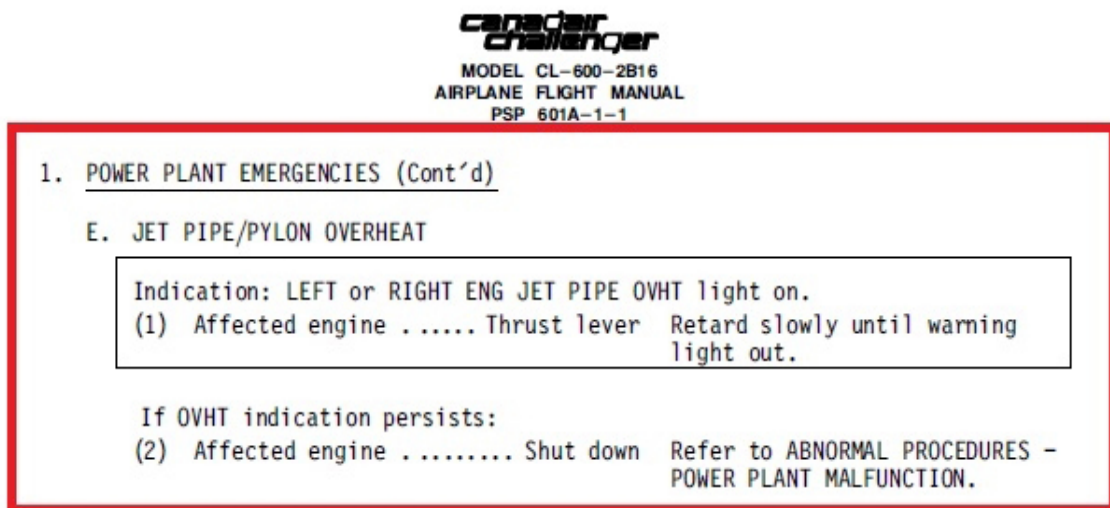 canadair
challenger
MODEL CL-600-2B16
AIRPLANE FLIGHT MANUAL
PSP 601A-1-1
1. POWER PLANT EMERGENCIES (Cont'd)
E. JET PIPE/PYLON OVERHEAT
Indication: LEFT or RIGHT ENG JET PIPE OVHT light on.
(1) Affected engine . ..... Thrust lever Retard slowly until warning
light out.
If OVHT indication persists:
(2) Affected engine . ........ Shut down Refer to ABNORMAL PROCEDURES -
POWER PLANT MALFUNCTION.